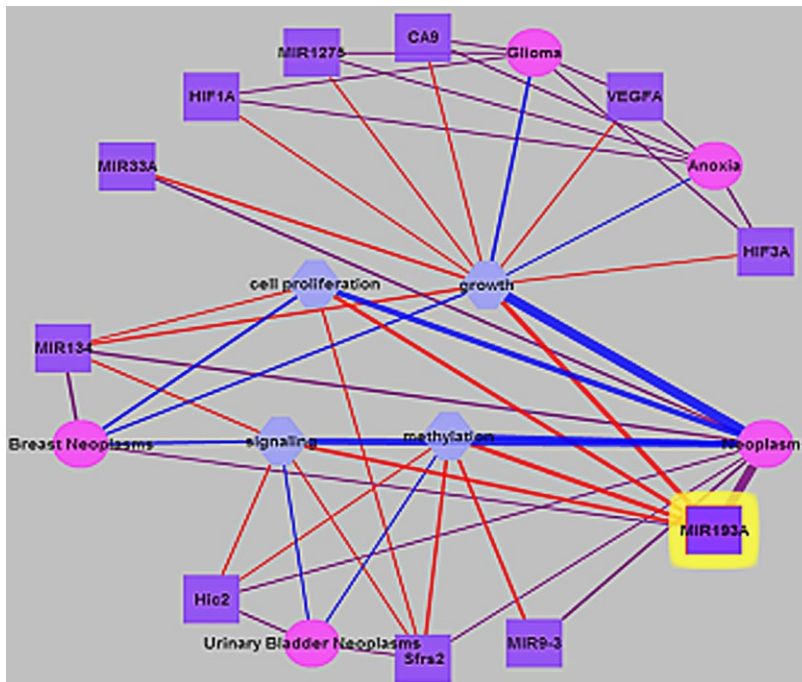 CA9
MIR1275
Glioma
HIF1A
VEGFA
MIR33A
Anoxia
HIF3A
cell proliferation
growth
MIR134
Breast Neoplasms
signaling
methylation
Neoplasm
MIR193A
Hic2
Urinary Bladder Neoplasms
Sfrs2
MIR9-3